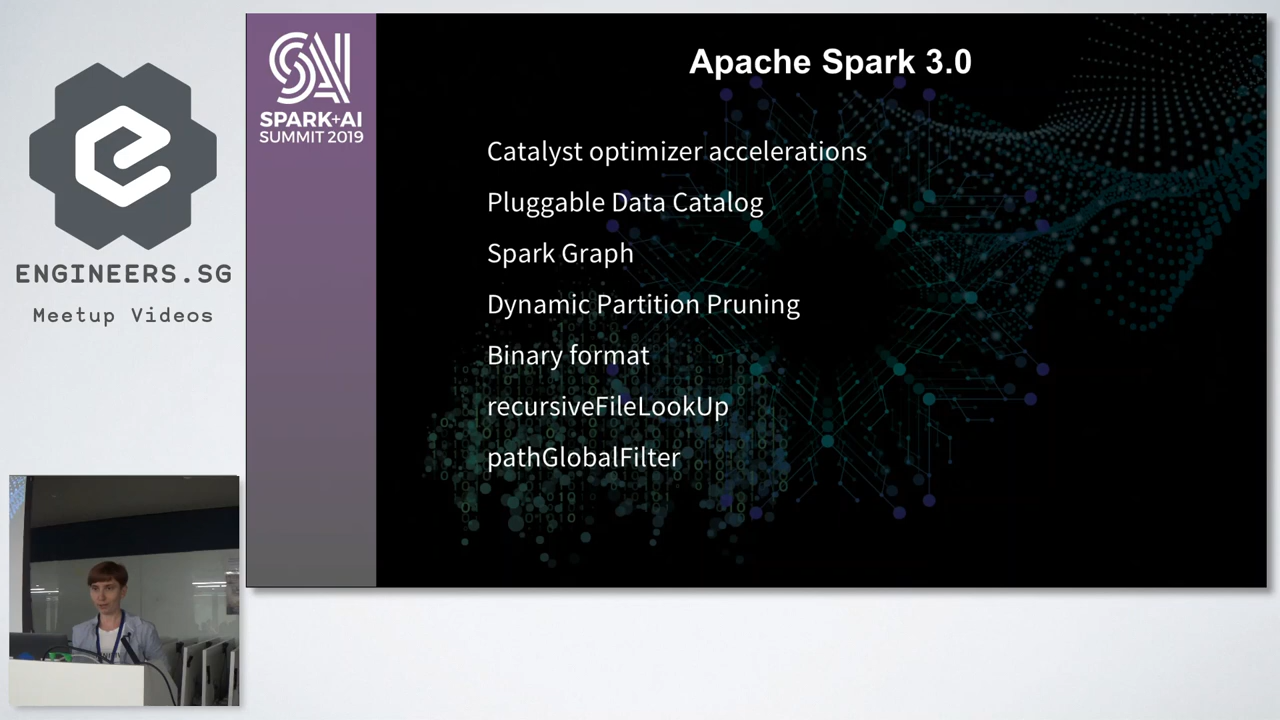 ENGINEERS.SG
Meetup Videos
SPARK+AI
SUMMIT 2019
Apache Spark 3.0
Catalyst optimizer accelerations
Pluggable Data Catalog
Spark Graph
Dynamic Partition Pruning
Binary format
recursiveFileLookUp
pathGlobalFilter